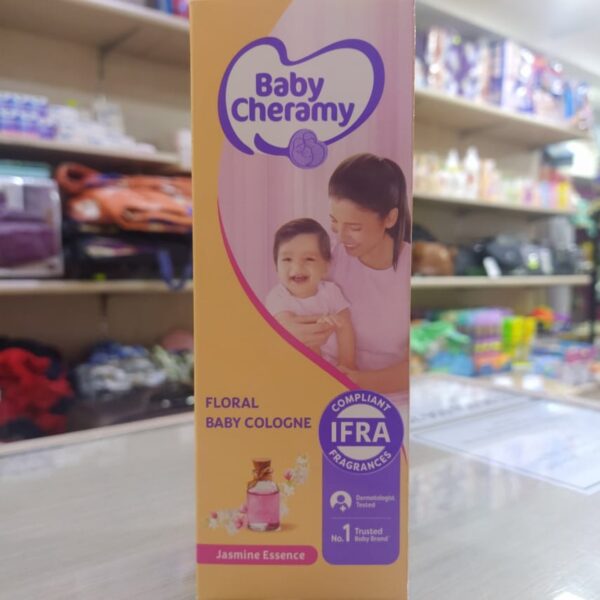 Baby
Cheramy
FLORAL
BABY COLOGNE
COMPLIANT
IFRA
FRAGRANCES
Dermatologist
Tested
No.1 Trusted
Baby Brand*
Jasmine Essence